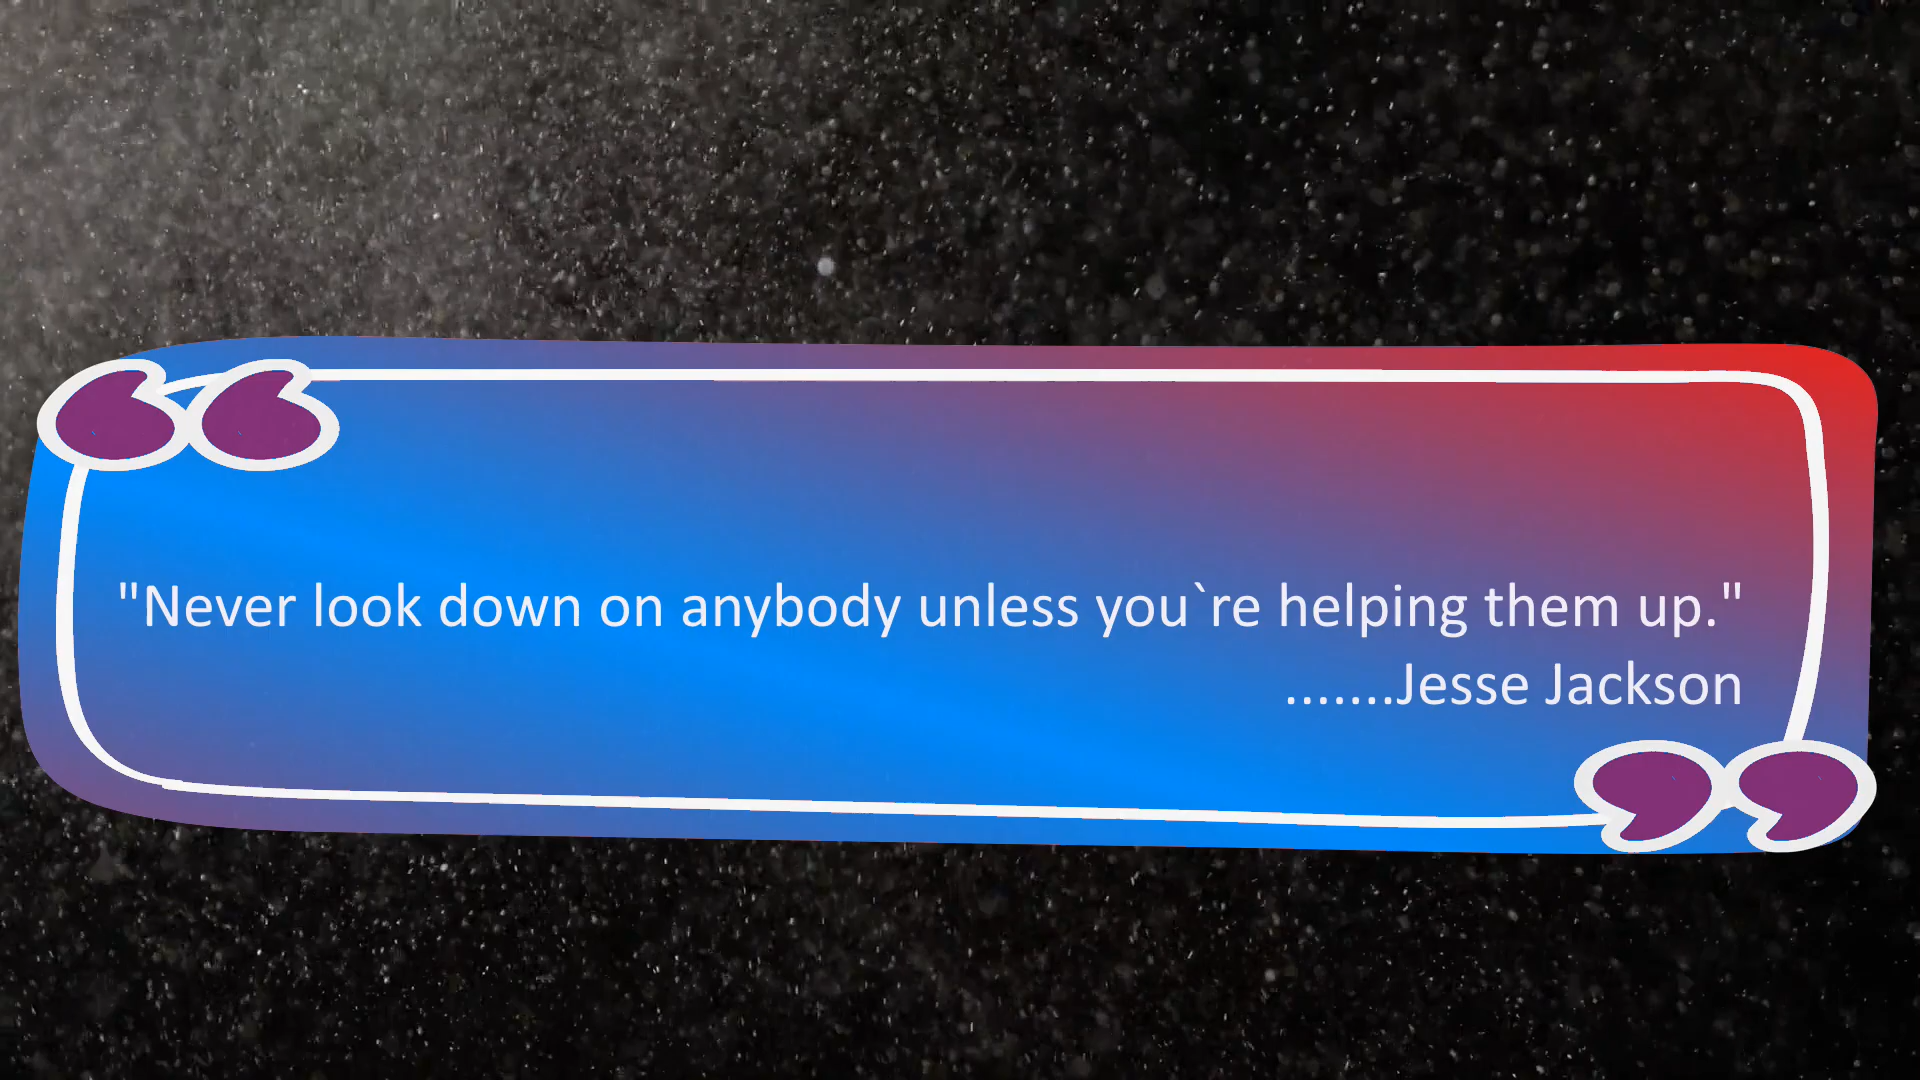 "Never look down on anybody unless you`re helping them up."
.......Jesse Jackson